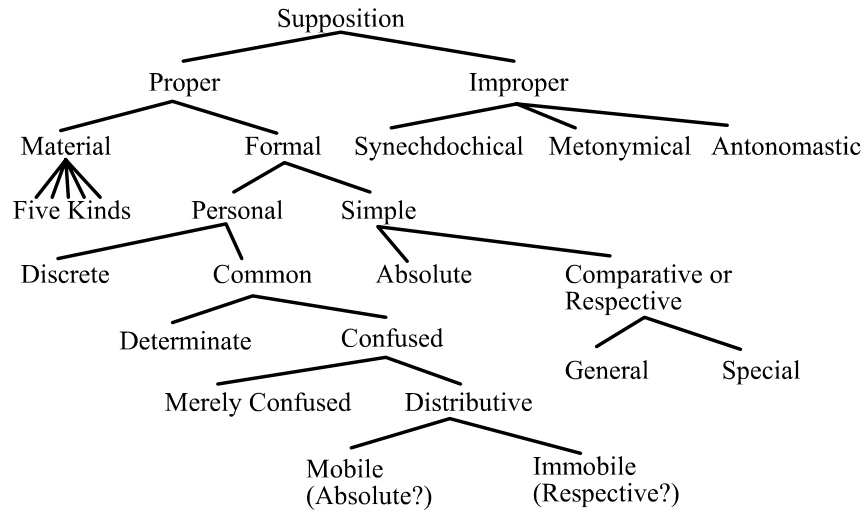 Supposition
Proper Improper
Material Formal Synechdochical Metonymical Antonomastic
Five Kinds Personal Simple
Discrete Common Absolute Comparative or
Respective
Determinate Confused
General Special
Merely Confused Distributive
Mobile Immobile
(Absolute?) (Respective?)